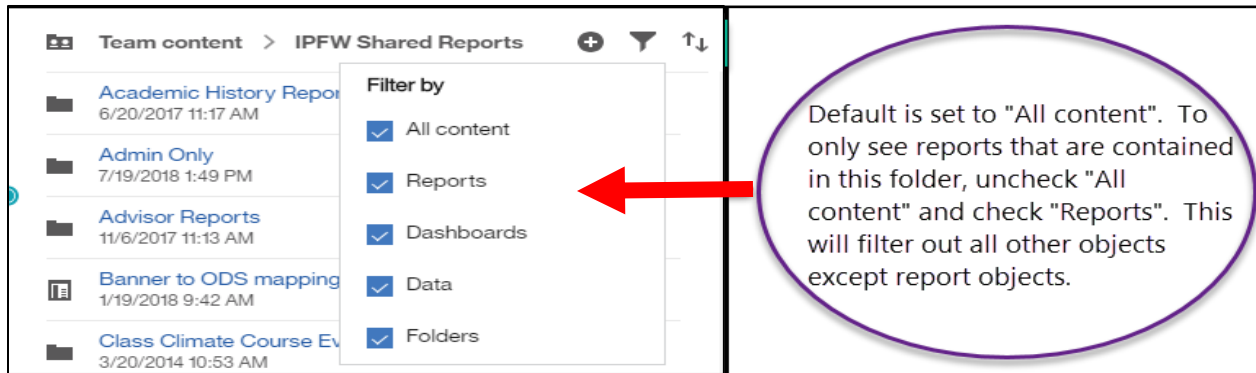 Team content > IPFW Shared Reports
Academic History Repor
6/20/2017 11:17 AM
Admin Only
7/19/2018 1:49 PM
Advisor Reports
11/6/2017 11:13 AM
Banner to ODS mapping
1/19/2018 9:42 AM
Class Climate Course Ev
3/20/2014 10:53 AM
Filter by
All content
Reports
Dashboards
Data
Folders
Default is set to "All content". To
only see reports that are contained
in this folder, uncheck "All
content" and check "Reports". This
will filter out all other objects
except report objects.